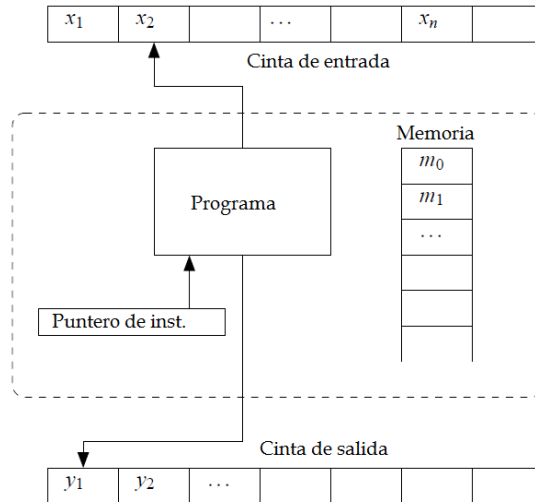 x₁ x₂ ... xₙ
Cinta de entrada
Memoria
m₀
m₁
...
Programa
Puntero de inst.
Cinta de salida
y₁ y₂ ...